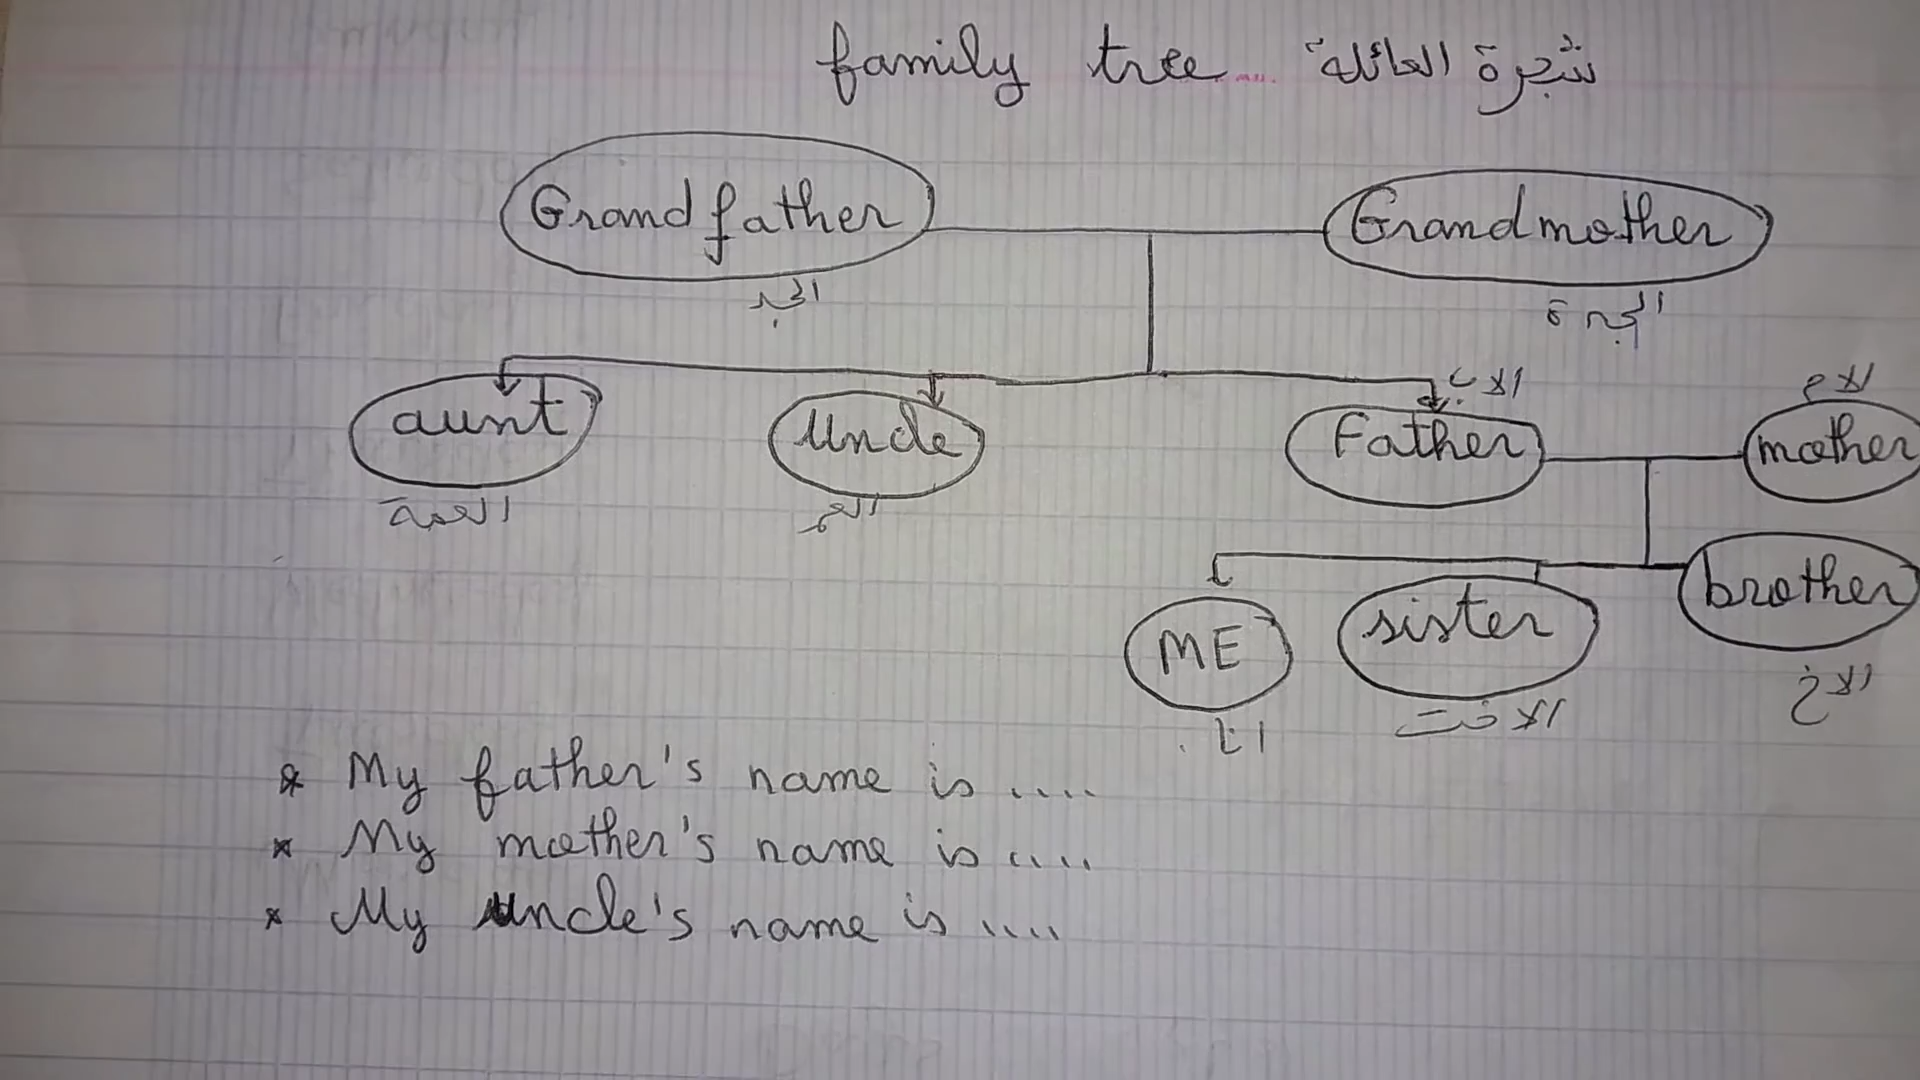 family tree... شجرة العائلة
Grandfather Grandmother
الجد الجدة
الاب الام
aunt Uncle Father mother
العمة العم
ME sister brother
انا الاخت الاخ
* My father's name is ....
* My mother's name is ....
* My uncle's name is ....